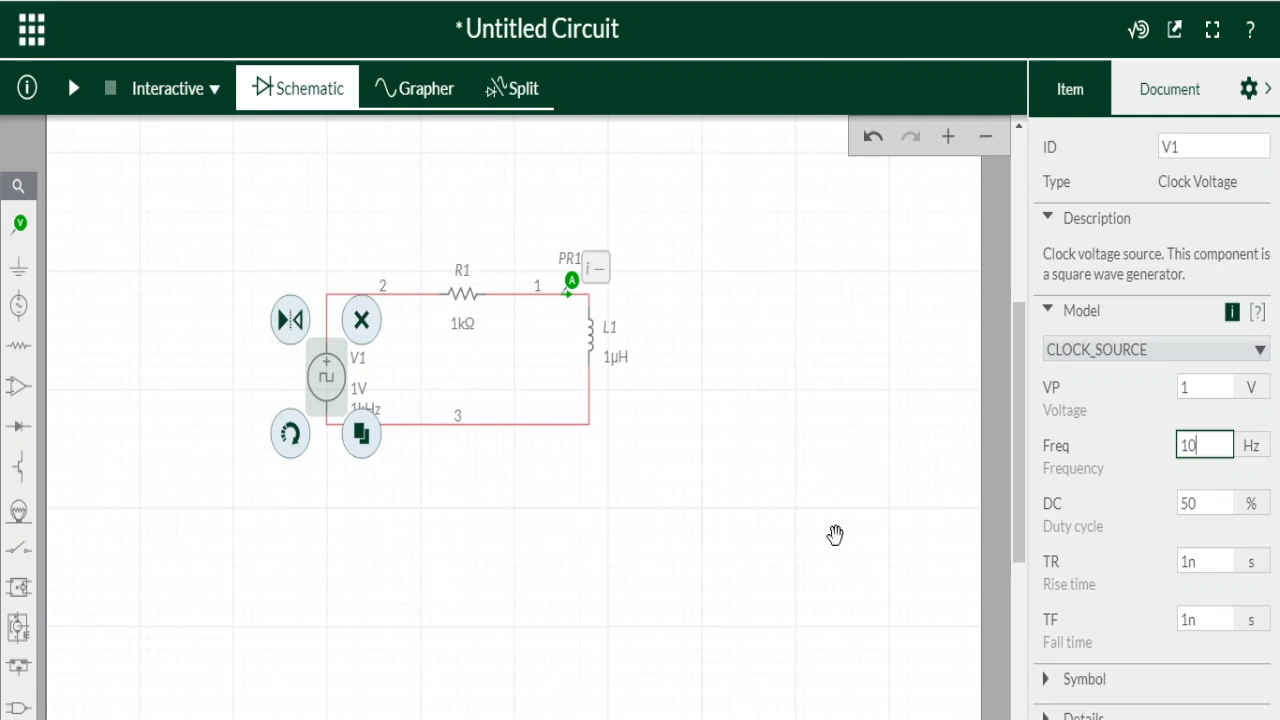 *Untitled Circuit
?
i
Interactive ▼
Schematic
Grapher
Split
Item
Document
ID
V1
Type
Clock Voltage
Description
Clock voltage source. This component is
a square wave generator.
Model
i
[?]
CLOCK_SOURCE
VP
1
V
Voltage
Freq
10
Hz
Frequency
DC
50
%
Duty cycle
TR
1n
s
Rise time
TF
1n
s
Fall time
Symbol
Details
V
PR1
i —
A
R1
2
1
1kΩ
L1
1μH
V1
1V
1kHz
3